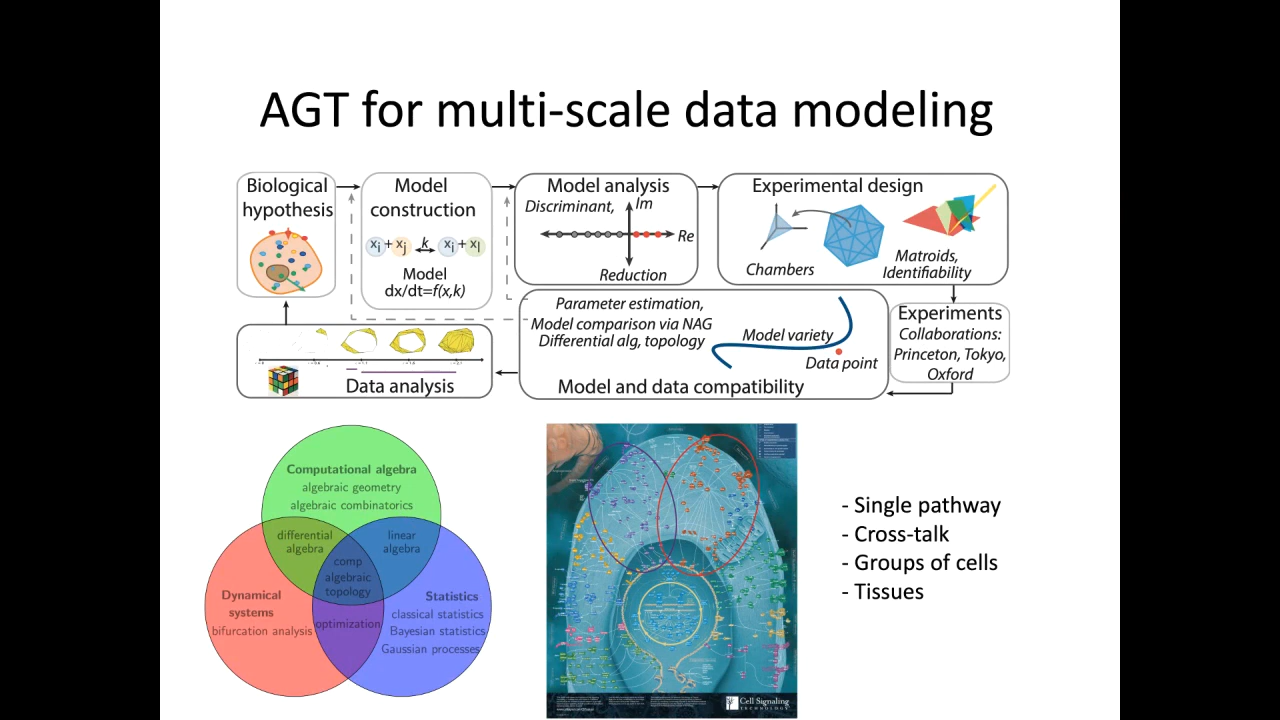 AGT for multi-scale data modeling
Biological
hypothesis
Model
construction
xi + xj k xi + xl
Model
dx/dt=f(x,k)
Model analysis
Discriminant,
Im
Re
Reduction
Experimental design
Chambers
Matroids,
Identifiability
Experiments
Collaborations:
Princeton, Tokyo,
Oxford
Parameter estimation,
Model comparison via NAG
Differential alg, topology
Model variety
Data point
Model and data compatibility
Data analysis
Computational algebra
algebraic geometry
algebraic combinatorics
differential
algebra
linear
algebra
comp
algebraic
topology
Dynamical
systems
bifurcation analysis
optimization
Statistics
classical statistics
Bayesian statistics
Gaussian processes
Cell Signaling
TECHNOLOGY
- Single pathway
- Cross-talk
- Groups of cells
- Tissues